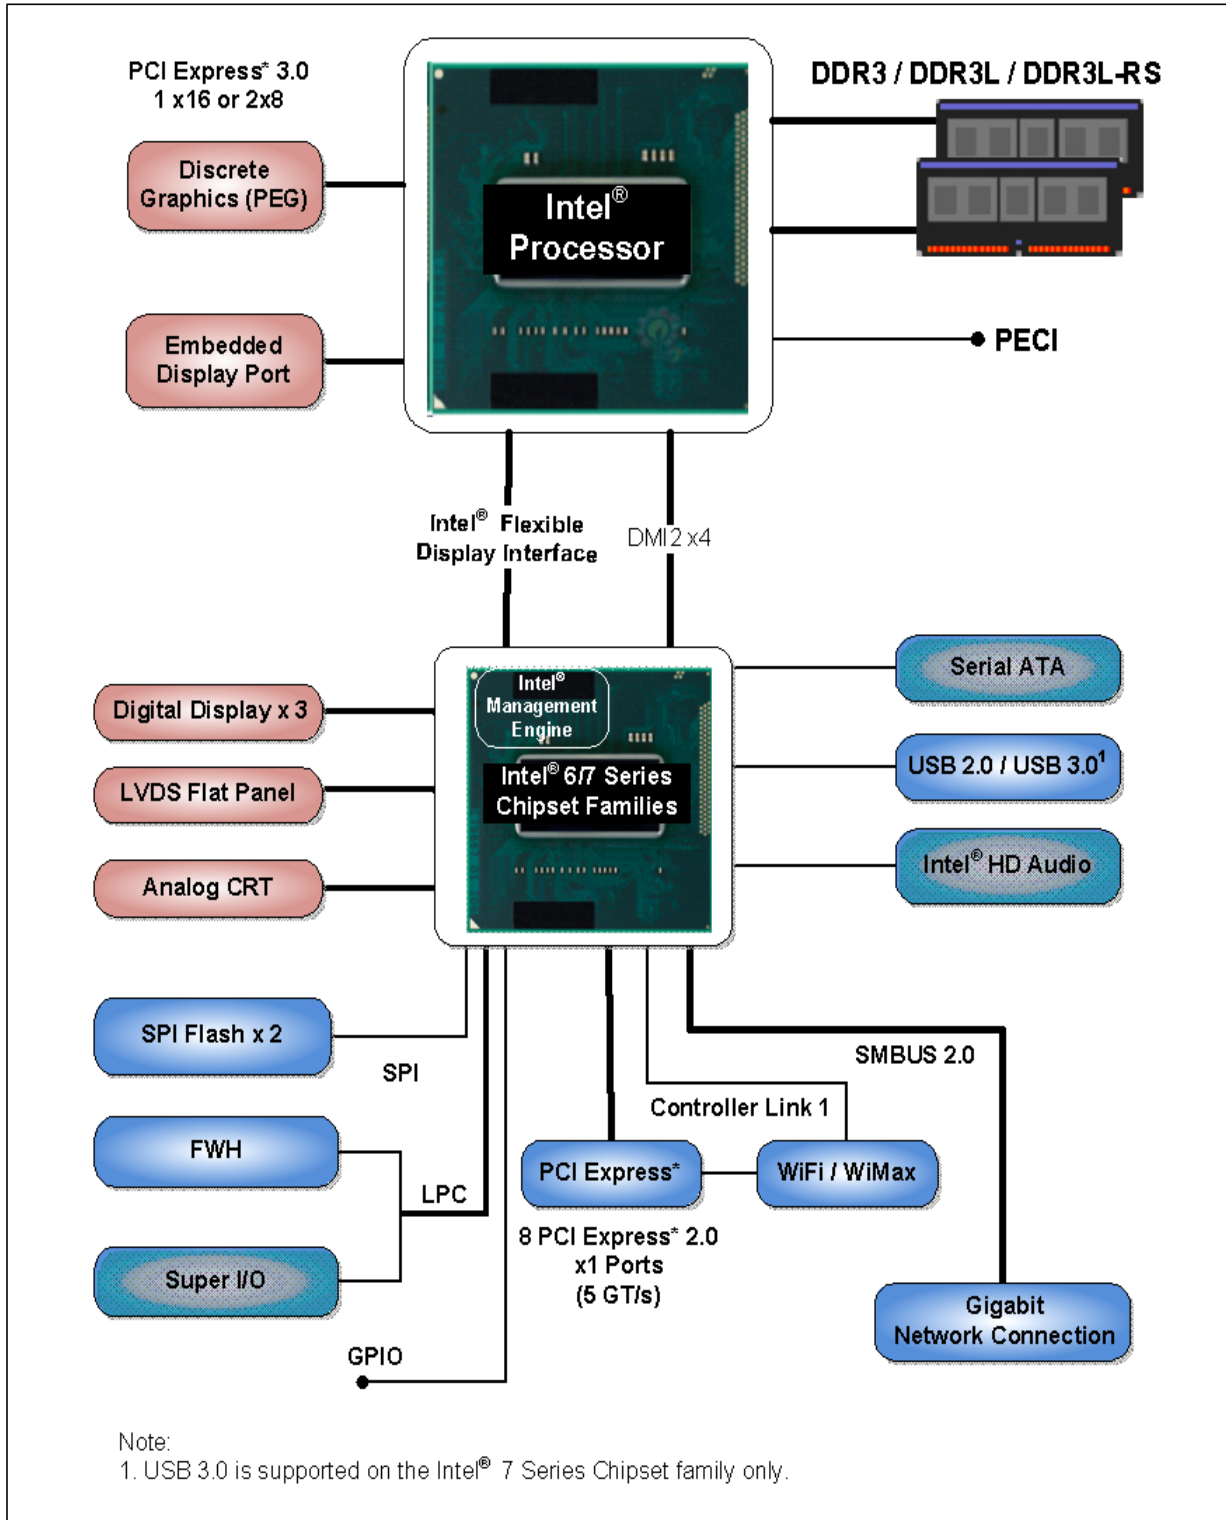 PCI Express* 3.0
1 x16 or 2x8
DDR3 / DDR3L / DDR3L-RS
Discrete
Graphics (PEG)
Intel®
Processor
Embedded
Display Port
PECI
Intel® Flexible
Display Interface
DMI2 x4
Intel®
Management
Engine
Intel® 6/7 Series
Chipset Families
Digital Display x 3
LVDS Flat Panel
Analog CRT
Serial ATA
USB 2.0 / USB 3.0¹
Intel® HD Audio
SPI Flash x 2
SPI
FWH
LPC
Super I/O
GPIO
SMBUS 2.0
Controller Link 1
PCI Express*
WiFi / WiMax
8 PCI Express* 2.0
x1 Ports
(5 GT/s)
Gigabit
Network Connection
Note:
1. USB 3.0 is supported on the Intel® 7 Series Chipset family only.